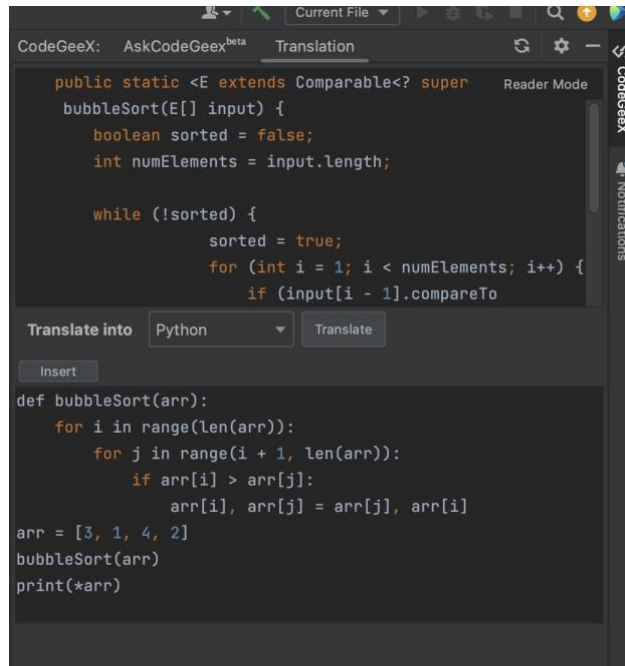 Current File
CodeGeeX: AskCodeGeex beta Translation
public static <E extends Comparable<? super Reader Mode
bubbleSort(E[] input) {
boolean sorted = false;
int numElements = input.length;
while (!sorted) {
sorted = true;
for (int i = 1; i < numElements; i++) {
if (input[i - 1].compareTo
Translate into Python Translate
Insert
def bubbleSort(arr):
for i in range(len(arr)):
for j in range(i + 1, len(arr)):
if arr[i] > arr[j]:
arr[i], arr[j] = arr[j], arr[i]
arr = [3, 1, 4, 2]
bubbleSort(arr)
print(*arr)
CodeGeeX
Notifications